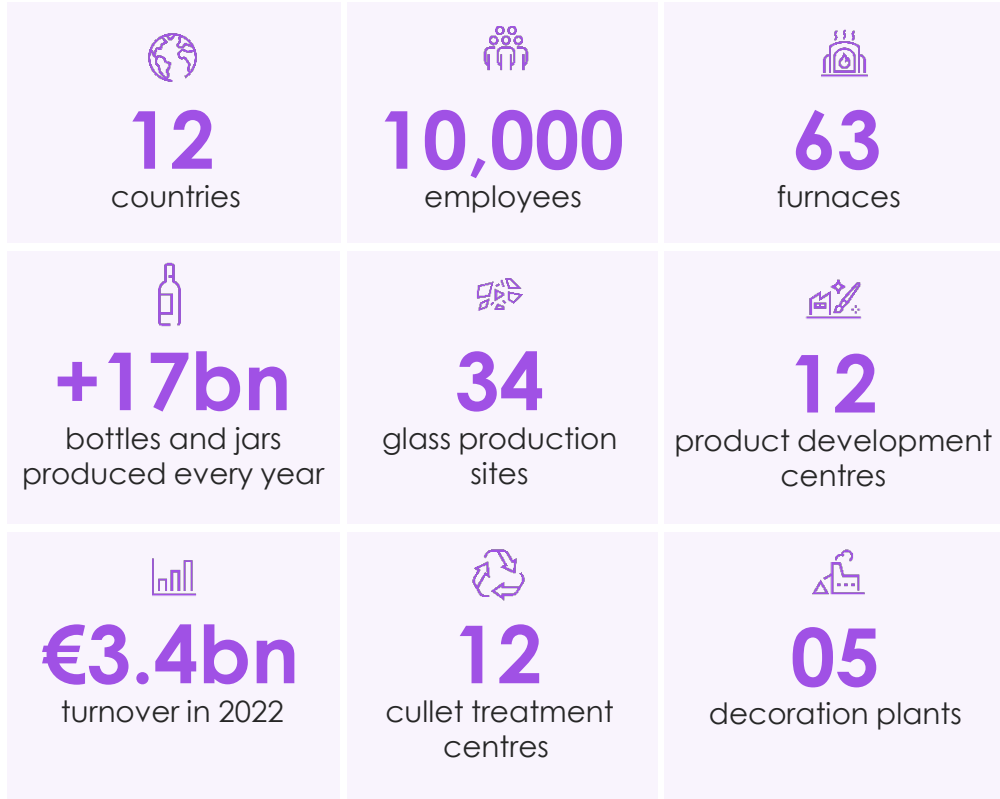 12
countries
10,000
employees
63
furnaces
+17bn
bottles and jars
produced every year
34
glass production
sites
12
product development
centres
€3.4bn
turnover in 2022
12
cullet treatment
centres
05
decoration plants